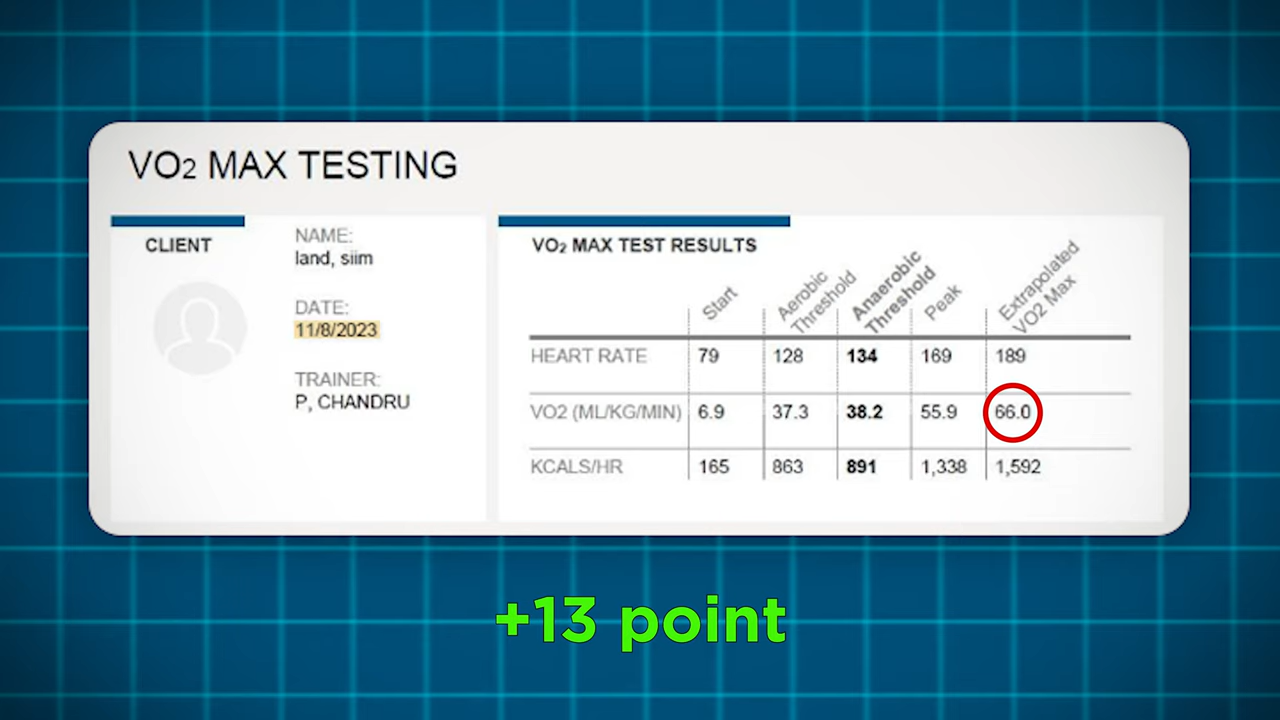 VO2 MAX TESTING
CLIENT
NAME:
land, siim
DATE:
11/8/2023
TRAINER:
P, CHANDRU
VO2 MAX TEST RESULTS
Start
Aerobic Threshold
Anaerobic Threshold
Peak
Extrapolated VO2 Max
HEART RATE 79 128 134 169 189
VO2 (ML/KG/MIN) 6.9 37.3 38.2 55.9 66.0
KCALS/HR 165 863 891 1,338 1,592
+13 point